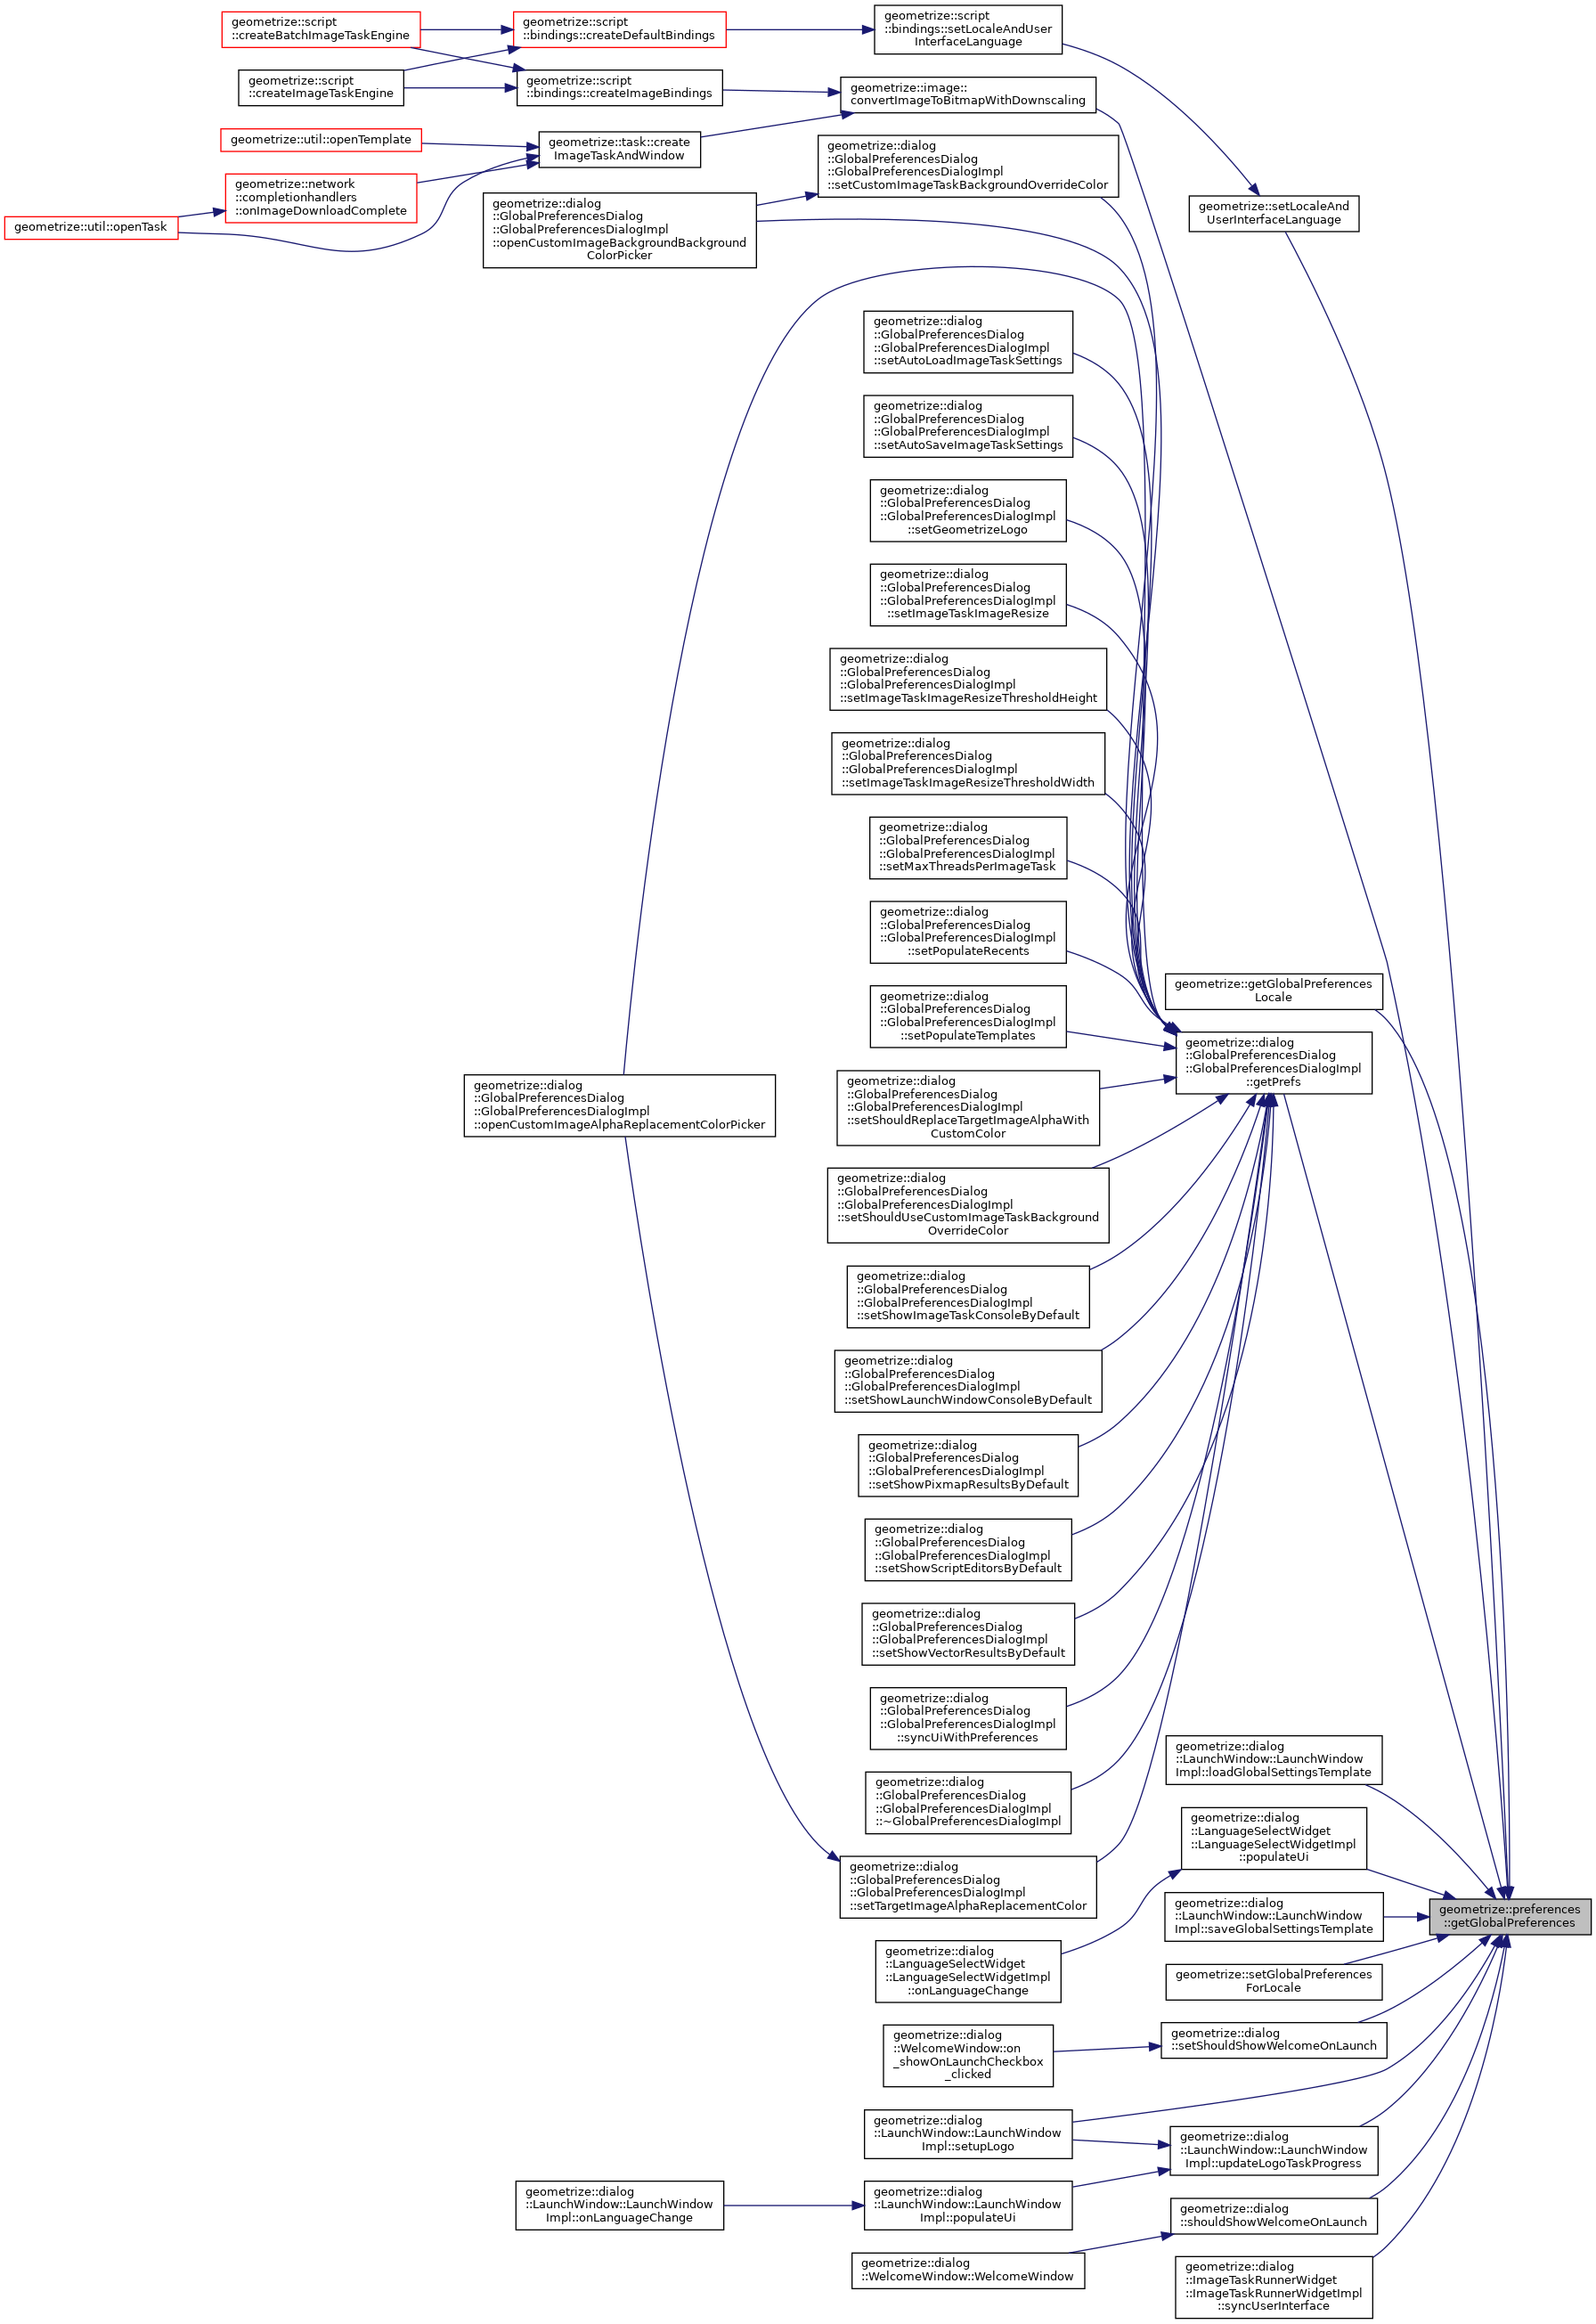 geometrize::script
::createBatchImageTaskEngine
geometrize::script
::bindings::createDefaultBindings
geometrize::script
::bindings::setLocaleAndUser
InterfaceLanguage
geometrize::script
::createImageTaskEngine
geometrize::script
::bindings::createImageBindings
geometrize::image::
convertImageToBitmapWithDownscaling
geometrize::util::openTemplate
geometrize::task::create
ImageTaskAndWindow
geometrize::dialog
::GlobalPreferencesDialog
::GlobalPreferencesDialogImpl
::setCustomImageTaskBackgroundOverrideColor
geometrize::network
::completionhandlers
::onImageDownloadComplete
geometrize::util::openTask
geometrize::dialog
::GlobalPreferencesDialog
::GlobalPreferencesDialogImpl
::openCustomImageBackgroundBackground
ColorPicker
geometrize::setLocaleAnd
UserInterfaceLanguage
geometrize::dialog
::GlobalPreferencesDialog
::GlobalPreferencesDialogImpl
::setAutoLoadImageTaskSettings
geometrize::dialog
::GlobalPreferencesDialog
::GlobalPreferencesDialogImpl
::setAutoSaveImageTaskSettings
geometrize::dialog
::GlobalPreferencesDialog
::GlobalPreferencesDialogImpl
::setGeometrizeLogo
geometrize::dialog
::GlobalPreferencesDialog
::GlobalPreferencesDialogImpl
::setImageTaskImageResize
geometrize::dialog
::GlobalPreferencesDialog
::GlobalPreferencesDialogImpl
::setImageTaskImageResizeThresholdHeight
geometrize::dialog
::GlobalPreferencesDialog
::GlobalPreferencesDialogImpl
::setImageTaskImageResizeThresholdWidth
geometrize::dialog
::GlobalPreferencesDialog
::GlobalPreferencesDialogImpl
::setMaxThreadsPerImageTask
geometrize::dialog
::GlobalPreferencesDialog
::GlobalPreferencesDialogImpl
::setPopulateRecents
geometrize::getGlobalPreferences
Locale
geometrize::dialog
::GlobalPreferencesDialog
::GlobalPreferencesDialogImpl
::setPopulateTemplates
geometrize::dialog
::GlobalPreferencesDialog
::GlobalPreferencesDialogImpl
::getPrefs
geometrize::dialog
::GlobalPreferencesDialog
::GlobalPreferencesDialogImpl
::openCustomImageAlphaReplacementColorPicker
geometrize::dialog
::GlobalPreferencesDialog
::GlobalPreferencesDialogImpl
::setShouldReplaceTargetImageAlphaWith
CustomColor
geometrize::dialog
::GlobalPreferencesDialog
::GlobalPreferencesDialogImpl
::setShouldUseCustomImageTaskBackground
OverrideColor
geometrize::dialog
::GlobalPreferencesDialog
::GlobalPreferencesDialogImpl
::setShowImageTaskConsoleByDefault
geometrize::dialog
::GlobalPreferencesDialog
::GlobalPreferencesDialogImpl
::setShowLaunchWindowConsoleByDefault
geometrize::dialog
::GlobalPreferencesDialog
::GlobalPreferencesDialogImpl
::setShowPixmapResultsByDefault
geometrize::dialog
::GlobalPreferencesDialog
::GlobalPreferencesDialogImpl
::setShowScriptEditorsByDefault
geometrize::dialog
::GlobalPreferencesDialog
::GlobalPreferencesDialogImpl
::setShowVectorResultsByDefault
geometrize::dialog
::GlobalPreferencesDialog
::GlobalPreferencesDialogImpl
::syncUiWithPreferences
geometrize::dialog
::LaunchWindow::LaunchWindow
Impl::loadGlobalSettingsTemplate
geometrize::dialog
::GlobalPreferencesDialog
::GlobalPreferencesDialogImpl
::~GlobalPreferencesDialogImpl
geometrize::dialog
::LanguageSelectWidget
::LanguageSelectWidgetImpl
::populateUi
geometrize::dialog
::GlobalPreferencesDialog
::GlobalPreferencesDialogImpl
::setTargetImageAlphaReplacementColor
geometrize::dialog
::LaunchWindow::LaunchWindow
Impl::saveGlobalSettingsTemplate
geometrize::preferences
::getGlobalPreferences
geometrize::dialog
::LanguageSelectWidget
::LanguageSelectWidgetImpl
::onLanguageChange
geometrize::setGlobalPreferences
ForLocale
geometrize::dialog
::WelcomeWindow::on
_showOnLaunchCheckbox
_clicked
geometrize::dialog
::setShouldShowWelcomeOnLaunch
geometrize::dialog
::LaunchWindow::LaunchWindow
Impl::setupLogo
geometrize::dialog
::LaunchWindow::LaunchWindow
Impl::updateLogoTaskProgress
geometrize::dialog
::LaunchWindow::LaunchWindow
Impl::onLanguageChange
geometrize::dialog
::LaunchWindow::LaunchWindow
Impl::populateUi
geometrize::dialog
::shouldShowWelcomeOnLaunch
geometrize::dialog
::WelcomeWindow::WelcomeWindow
geometrize::dialog
::ImageTaskRunnerWidget
::ImageTaskRunnerWidgetImpl
::syncUserInterface